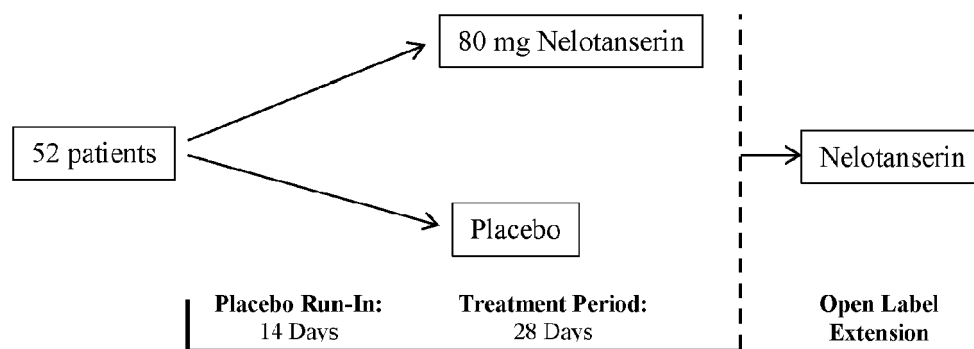 80 mg Nelotanserin
52 patients
Nelotanserin
Placebo
Placebo Run-In:
14 Days
Treatment Period:
28 Days
Open Label
Extension